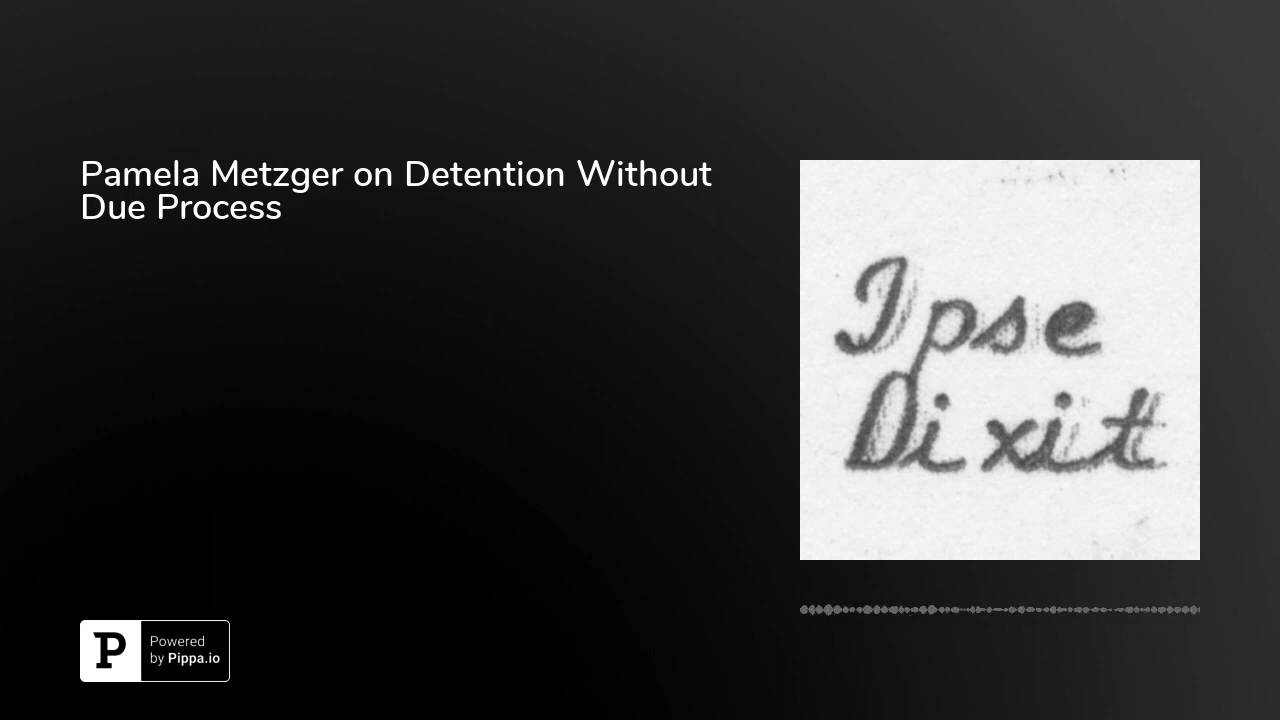 Pamela Metzger on Detention Without
Due Process
Ipse
Dixit
P
Powered
by Pippa.io